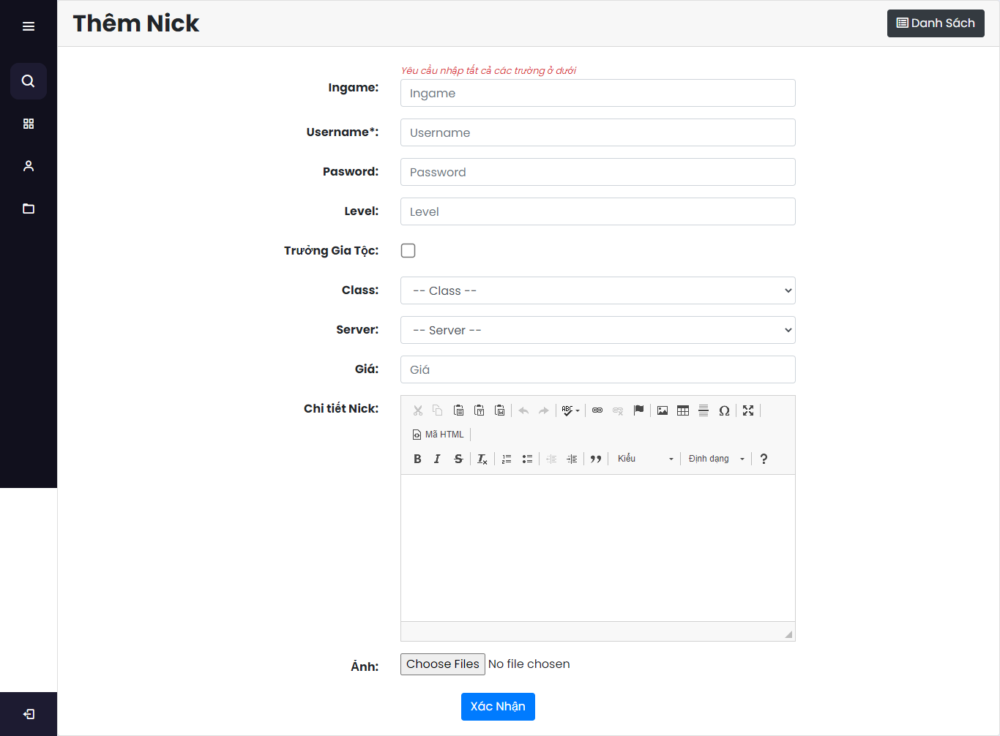 Thêm Nick
Danh Sách
Yêu cầu nhập tất cả các trường ở dưới
Ingame:
Ingame
Username*:
Username
Pasword:
Password
Level:
Level
Trưởng Gia Tộc:
Class:
-- Class --
Server:
-- Server --
Giá:
Giá
Chi tiết Nick:
ABC
Mã HTML
B I S Tx
Kiểu
Định dạng
?
Ảnh:
Choose Files No file chosen
Xác Nhận